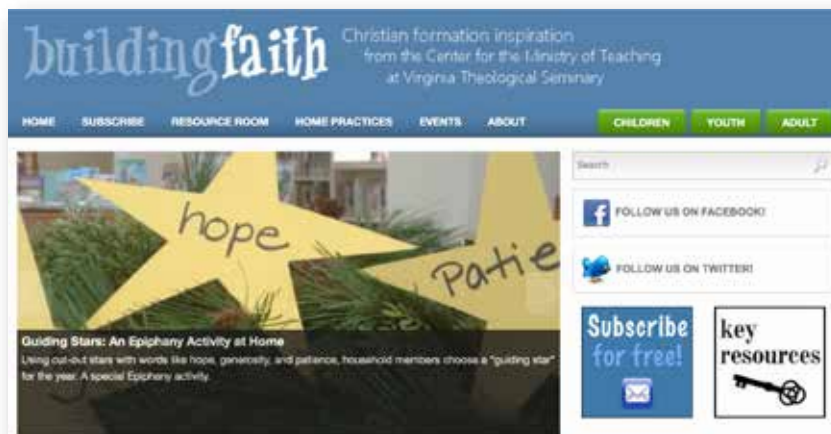 buildingfaith
Christian formation inspiration
from the Center for the Ministry of Teaching
at Virginia Theological Seminary
HOME SUBSCRIBE RESOURCE ROOM HOME PRACTICES EVENTS ABOUT CHILDREN YOUTH ADULT
hope
Patie
Guiding Stars: An Epiphany Activity at Home
Using cut-out stars with words like hope, generosity, and patience, household members choose a "guiding star"
for the year. A special Epiphany activity.
Search
FOLLOW US ON FACEBOOK!
FOLLOW US ON TWITTER!
Subscribe
for free!
key
resources